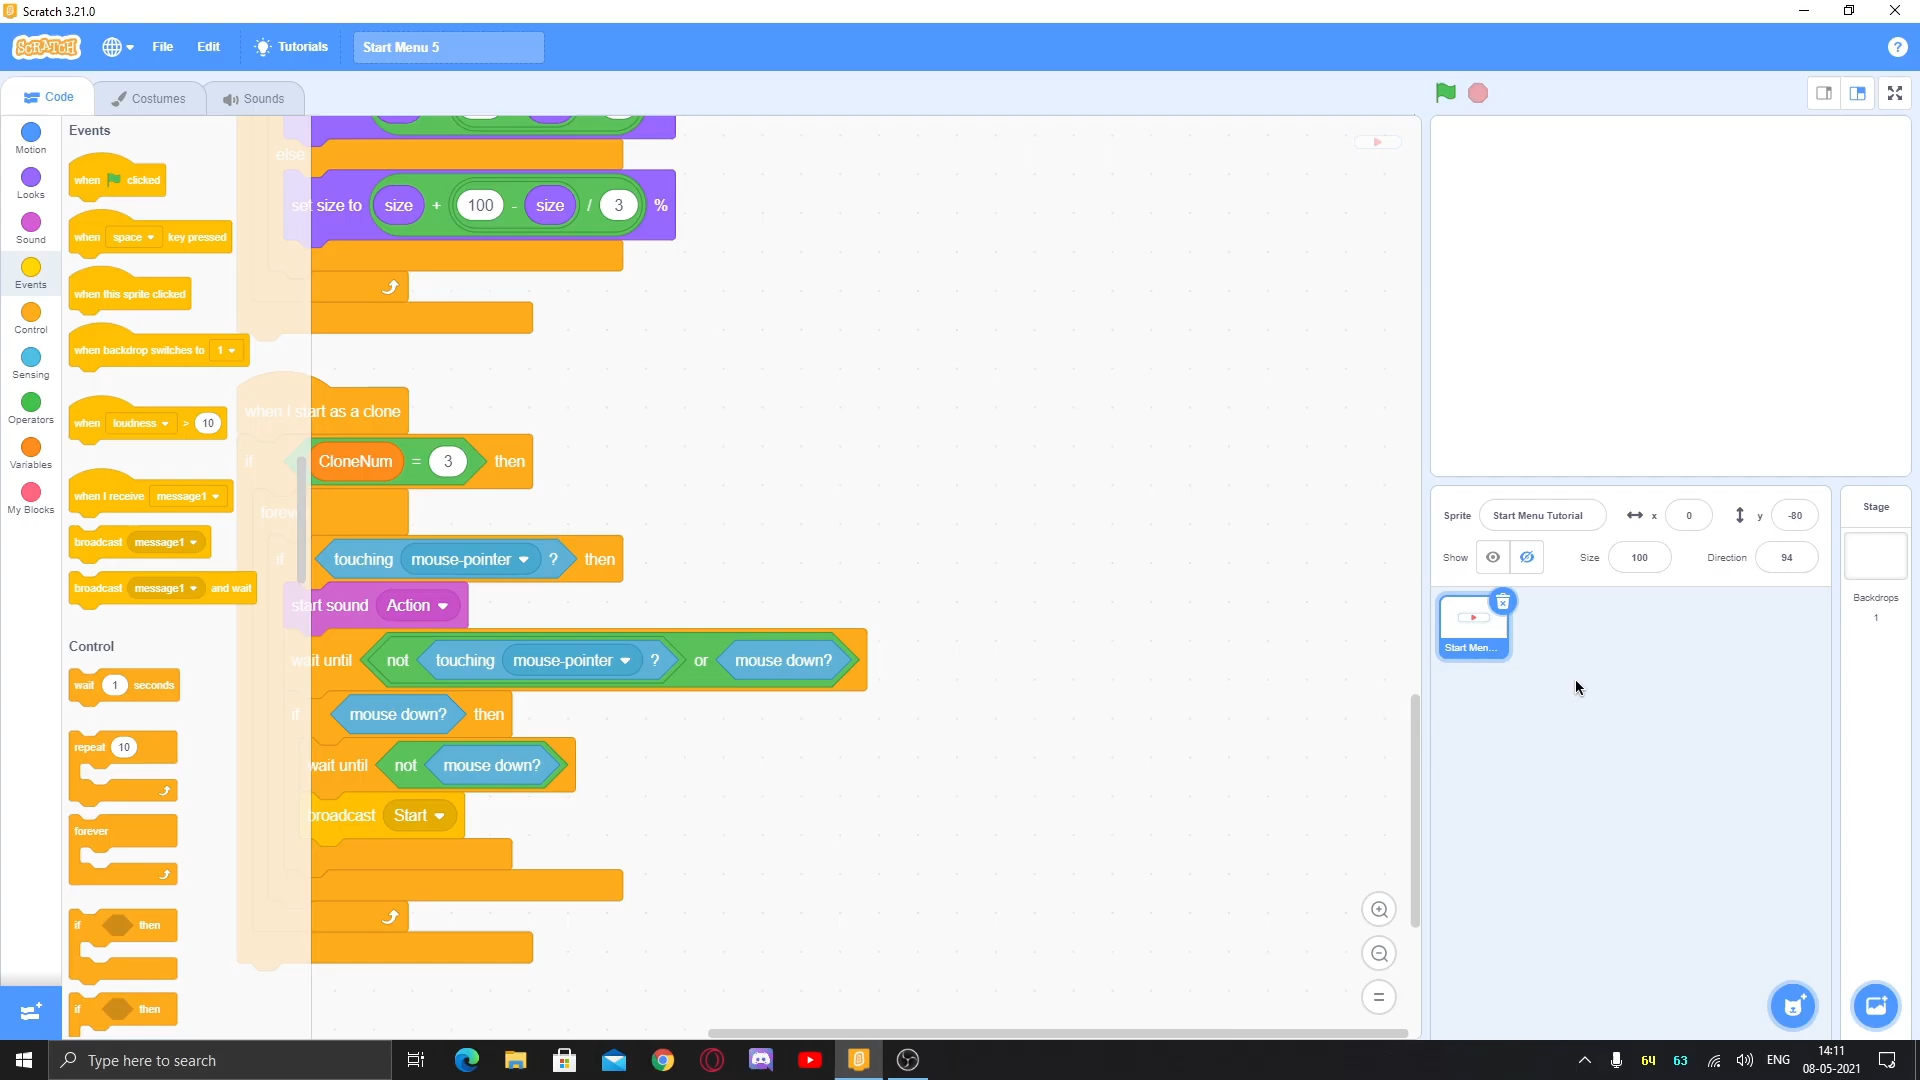 Scratch 3.21.0
SCRATCH
File
Edit
Tutorials
Start Menu 5
Code
Costumes
Sounds
Motion
Looks
Sound
Events
Control
Sensing
Operators
Variables
My Blocks
Events
when clicked
when space key pressed
when this sprite clicked
when backdrop switches to 1
when loudness > 10
when I receive message1
broadcast message1
broadcast message1 and wait
Control
wait 1 seconds
repeat 10
forever
if then
if then
else
set size to size + 100 - size / 3 %
when I start as a clone
if CloneNum = 3 then
forever
if touching mouse-pointer ? then
start sound Action
wait until not touching mouse-pointer ? or mouse down?
if mouse down? then
wait until not mouse down?
broadcast Start
Sprite Start Menu Tutorial x 0 y -80
Show Size 100 Direction 94
Start Men...
Stage
Backdrops
1
Type here to search
64
63
ENG
14:11
08-05-2021